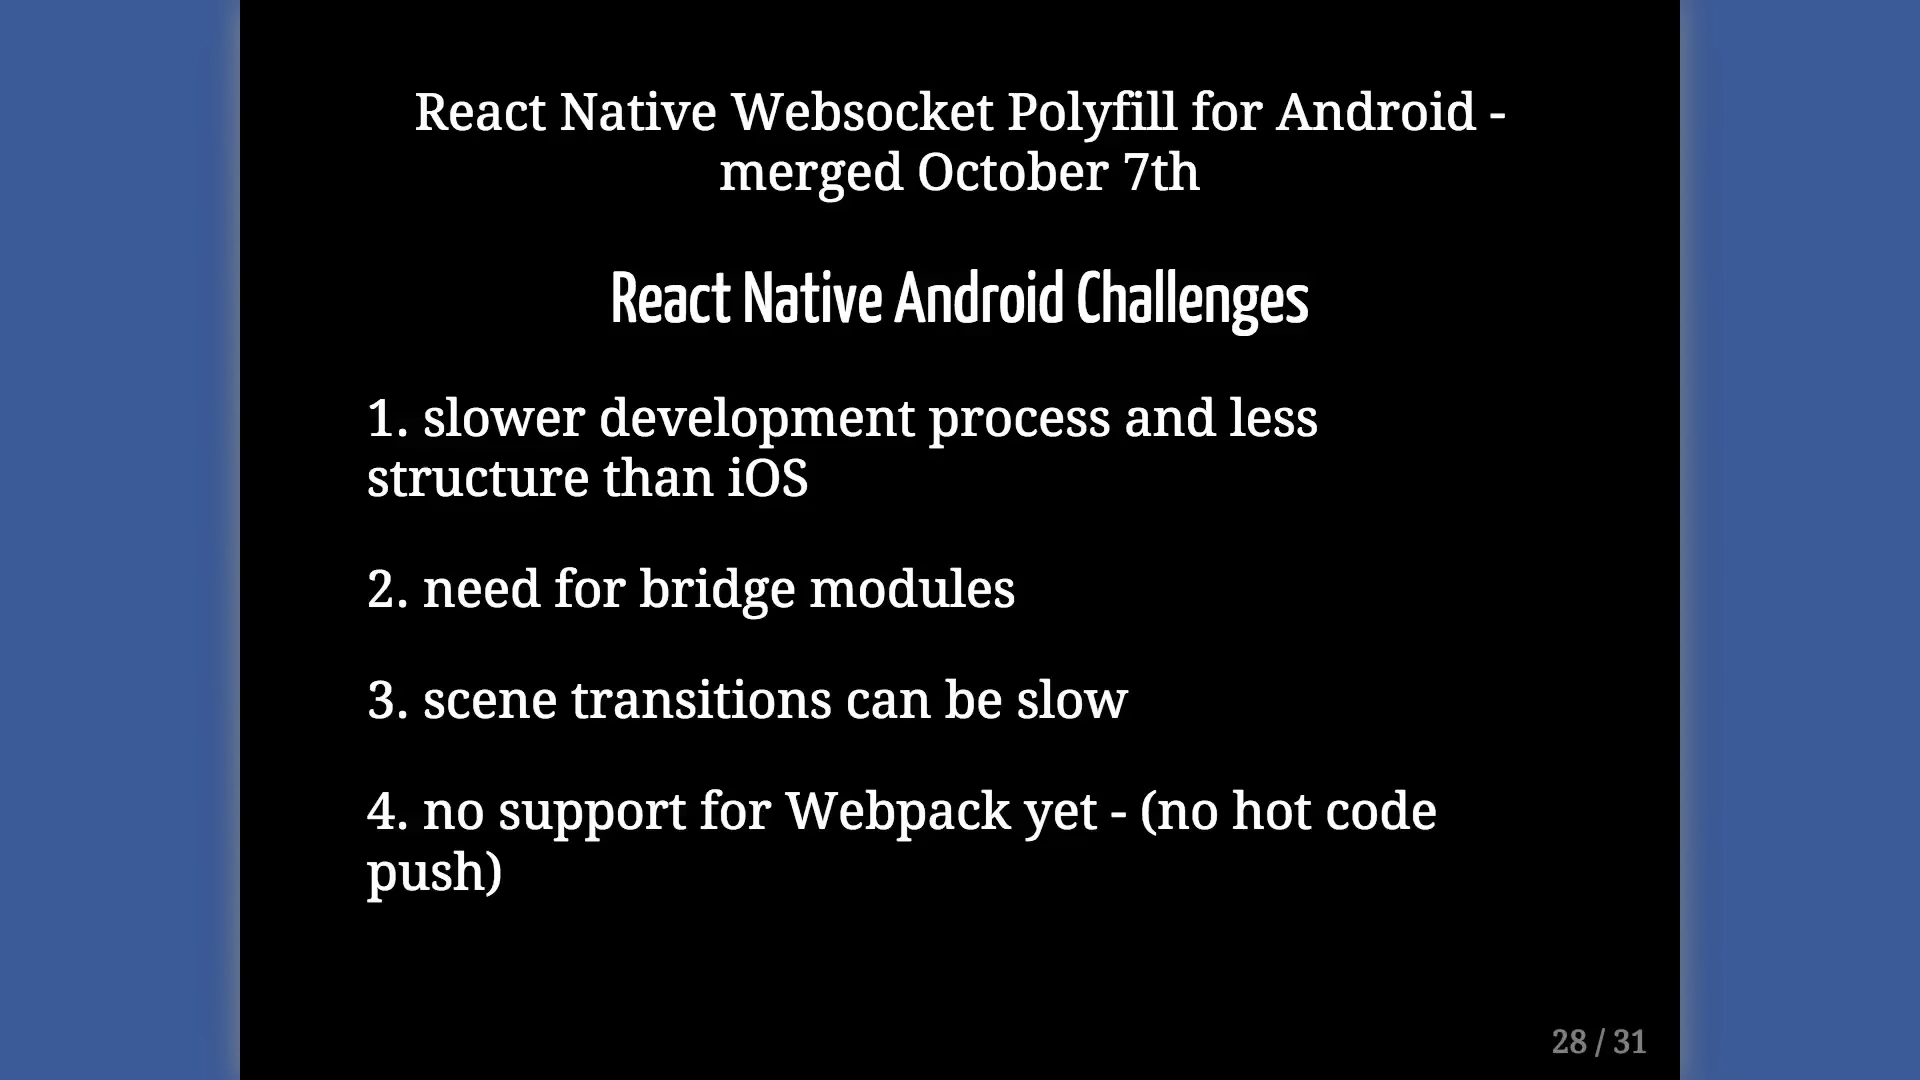 React Native Websocket Polyfill for Android -
merged October 7th
React Native Android Challenges
1. slower development process and less
structure than iOS
2. need for bridge modules
3. scene transitions can be slow
4. no support for Webpack yet - (no hot code
push)
28 / 31